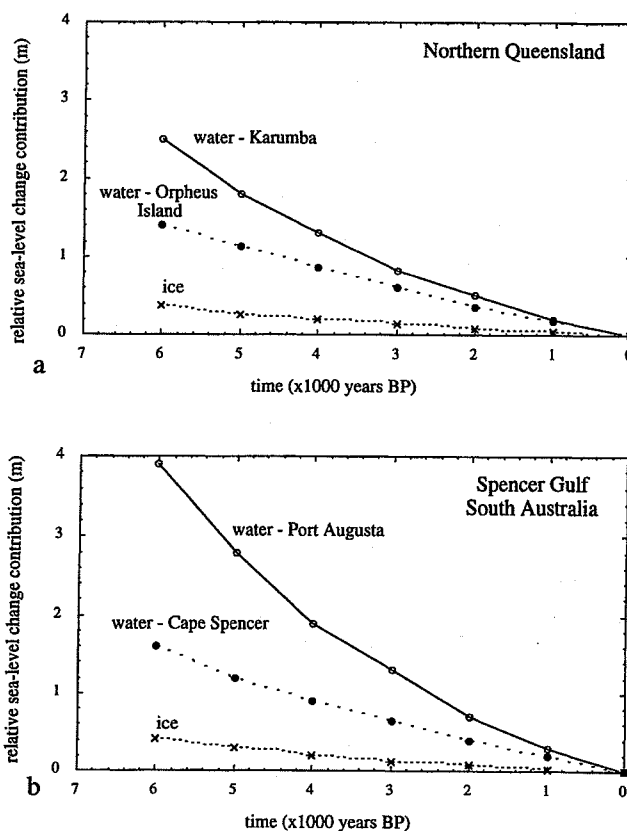 4
Northern Queensland
3
water - Karumba
2
water - Orpheus
Island
1
ice
0
7 6 5 4 3 2 1 0
relative sea-level change contribution (m)
a
time (x1000 years BP)
4
Spencer Gulf
South Australia
3
water - Port Augusta
2
water - Cape Spencer
1
ice
0
7 6 5 4 3 2 1 0
relative sea-level change contribution (m)
b
time (x1000 years BP)